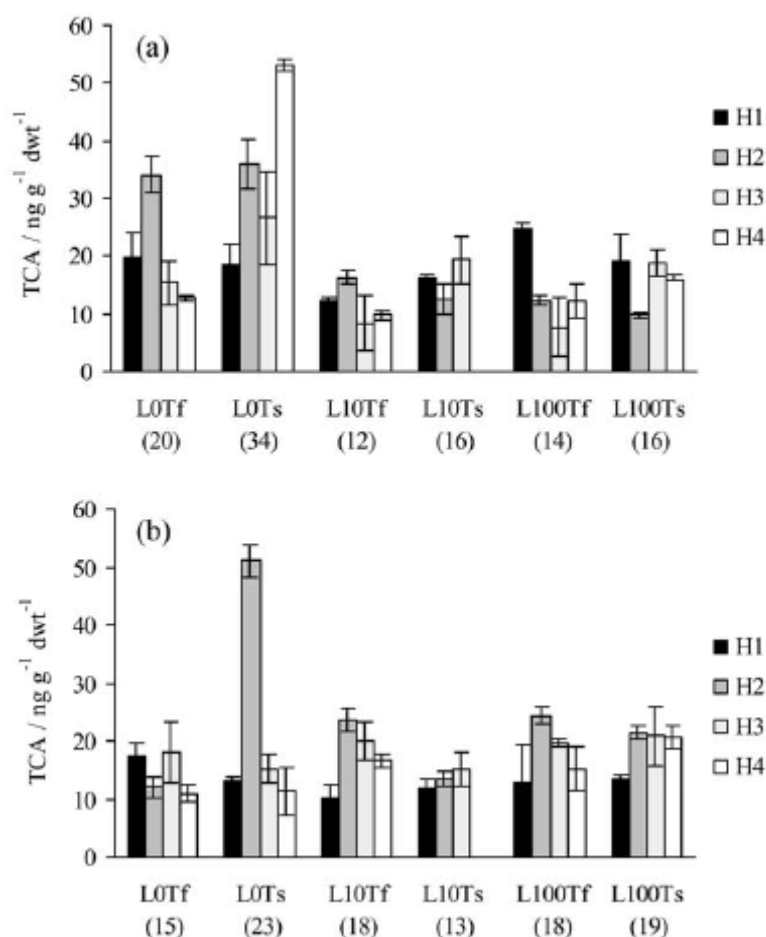 (a)
60
50
40
30
20
10
0
TCA / ng g⁻¹ dwt⁻¹
H1
H2
H3
H4
L0Tf L0Ts L10Tf L10Ts L100Tf L100Ts
(20) (34) (12) (16) (14) (16)
(b)
60
50
40
30
20
10
0
TCA / ng g⁻¹ dwt⁻¹
H1
H2
H3
H4
L0Tf L0Ts L10Tf L10Ts L100Tf L100Ts
(15) (23) (18) (13) (18) (19)